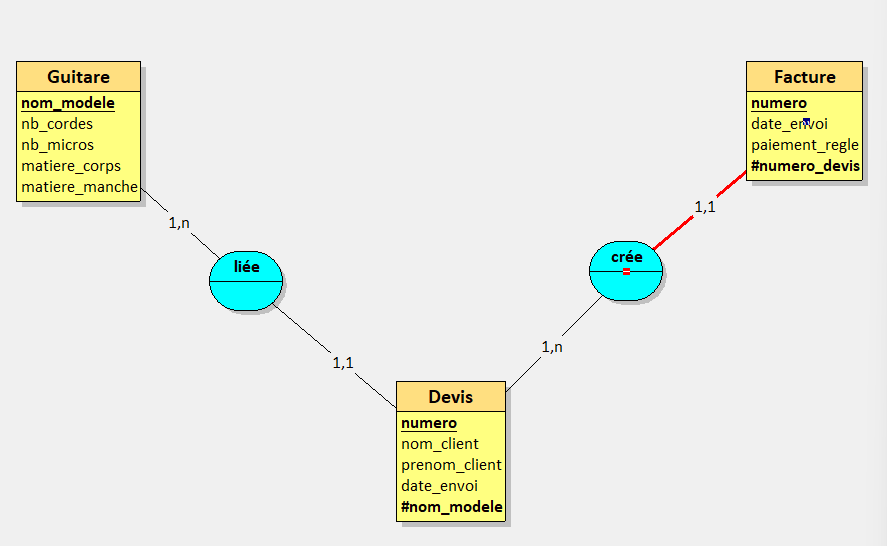 Guitare
nom_modele
nb_cordes
nb_micros
matiere_corps
matiere_manche
1,n
liée
1,1
Devis
numero
nom_client
prenom_client
date_envoi
#nom_modele
1,n
crée
1,1
Facture
numero
date_envoi
paiement_regle
#numero_devis